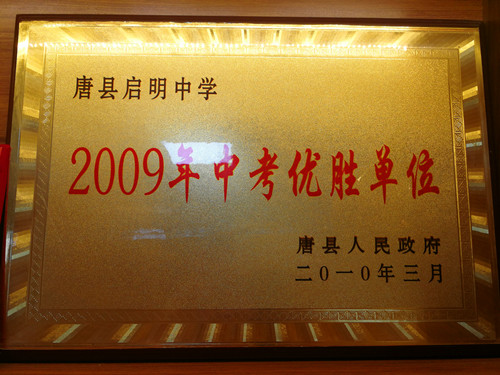 唐县启明中学
2009年中考优胜单位
唐县人民政府
二0一0年三月